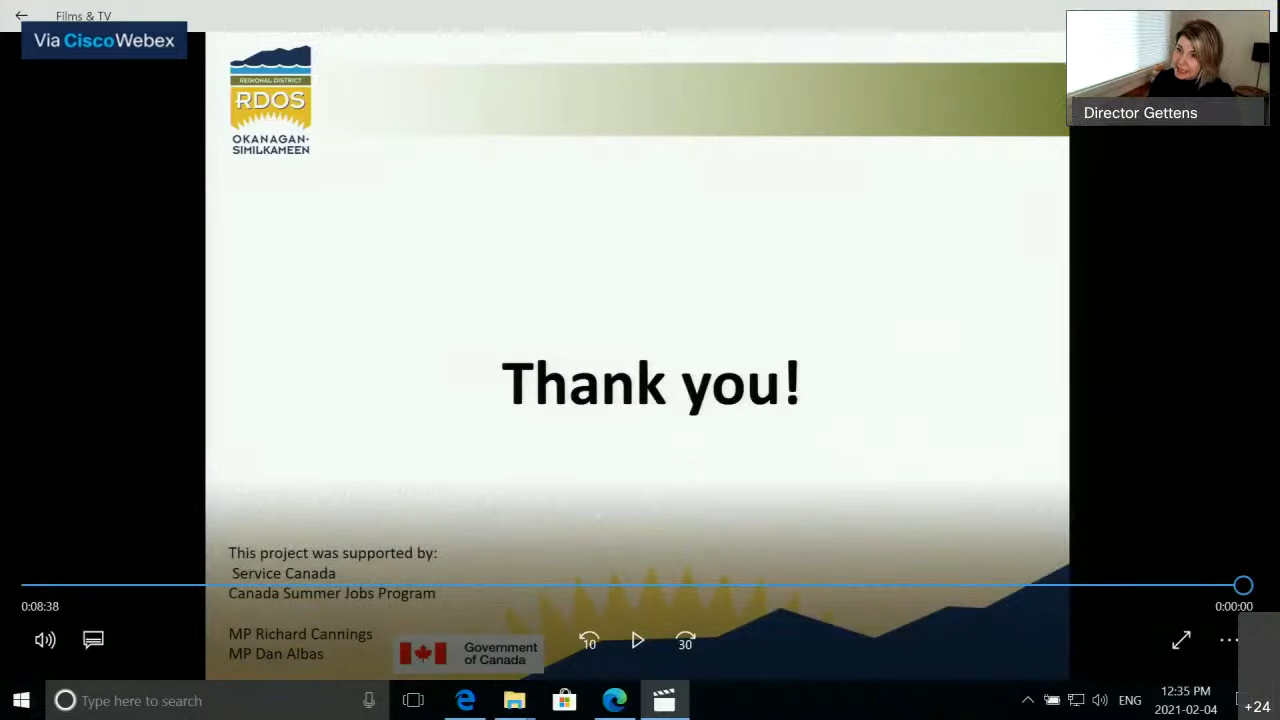 Films & TV
Via Cisco Webex
REGIONAL DISTRICT
RDOS
OKANAGAN-
SIMILKAMEEN
Director Gettens
Thank you!
This project was supported by:
Service Canada
Canada Summer Jobs Program
MP Richard Cannings
MP Dan Albas
Government
of Canada
0:08:38
0:00:00
10
30
Type here to search
ENG
12:35 PM
2021-02-04
+24